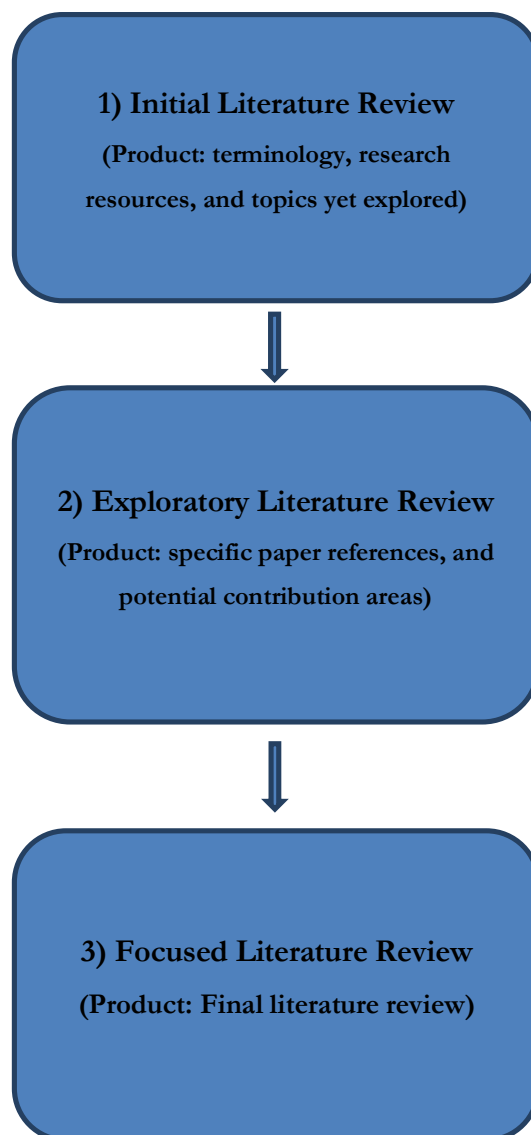 1) Initial Literature Review
(Product: terminology, research
resources, and topics yet explored)
2) Exploratory Literature Review
(Product: specific paper references, and
potential contribution areas)
3) Focused Literature Review
(Product: Final literature review)